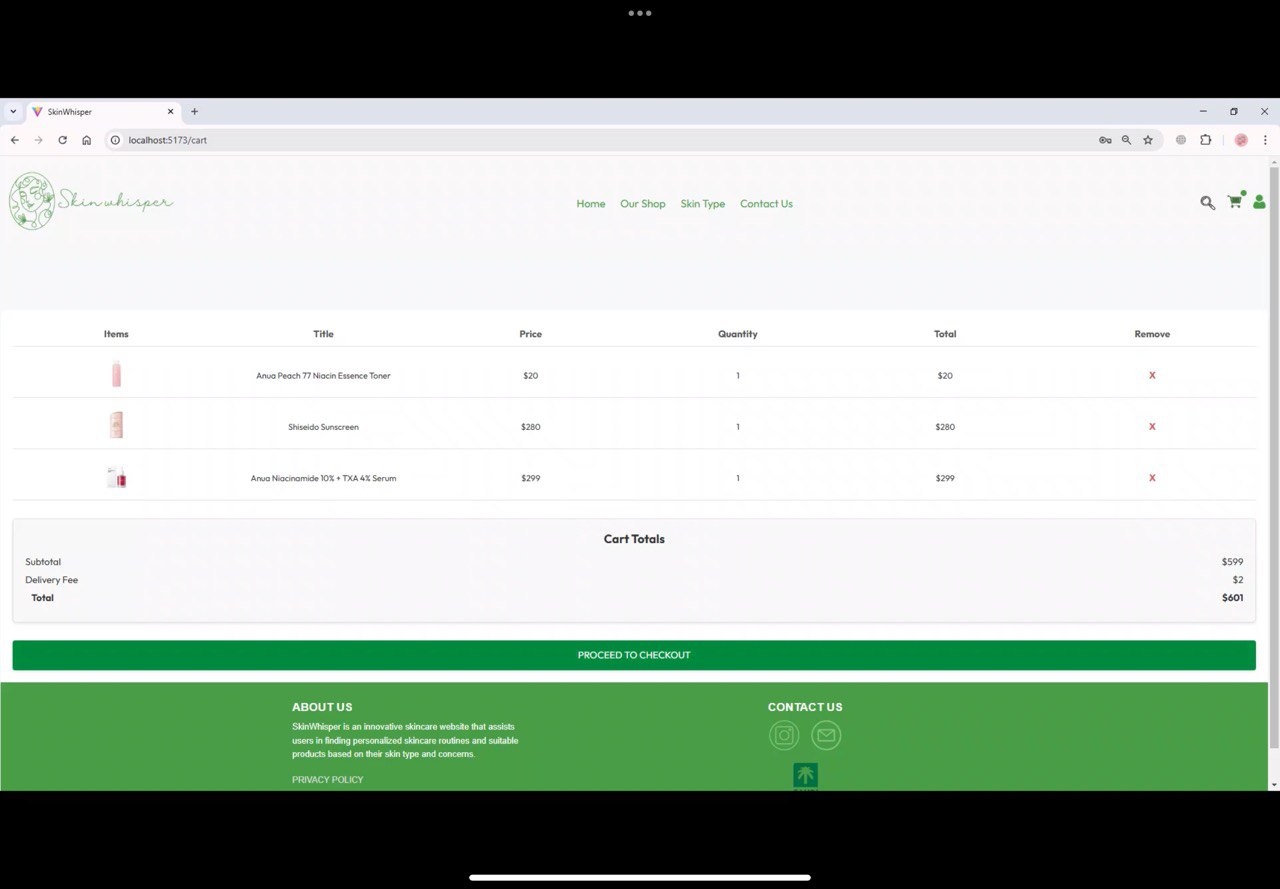 SkinWhisper
localhost:5173/cart
Skinwhisper
Home Our Shop Skin Type Contact Us
Items Title Price Quantity Total Remove
Anua Peach 77 Niacin Essence Toner $20 1 $20 X
Shiseido Sunscreen $280 1 $280 X
Anua Niacinamide 10% + TXA 4% Serum $299 1 $299 X
Cart Totals
Subtotal $599
Delivery Fee $2
Total $601
PROCEED TO CHECKOUT
ABOUT US
SkinWhisper is an innovative skincare website that assists
users in finding personalized skincare routines and suitable
products based on their skin type and concerns.
PRIVACY POLICY
CONTACT US